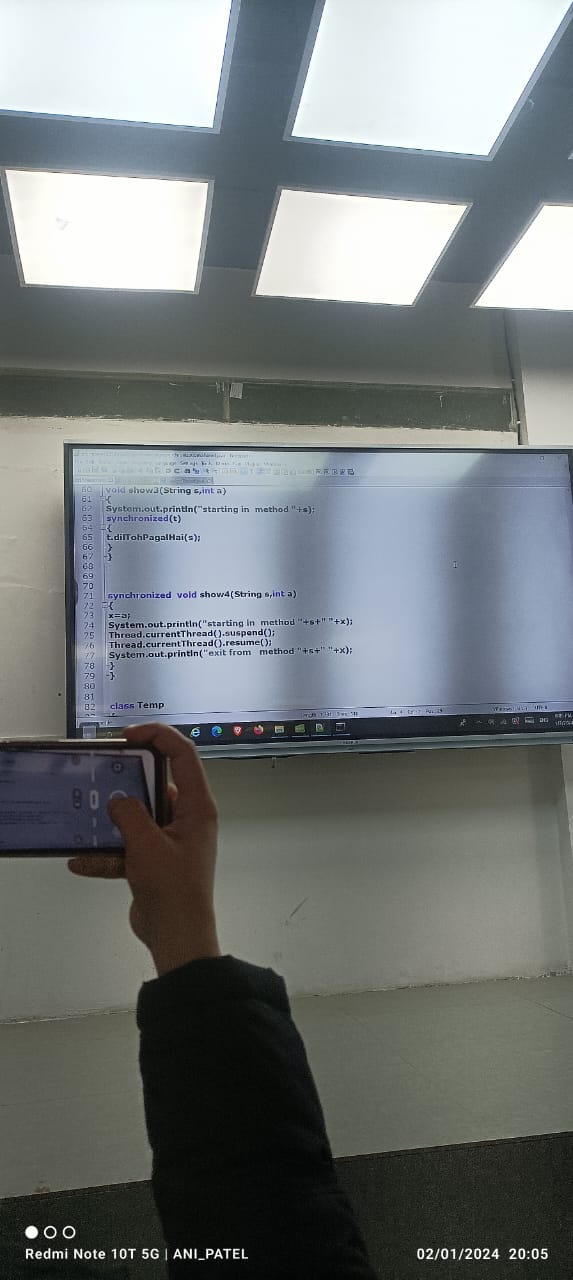 60 void show3(String s,int a)
61 {
62 System.out.println("starting in method "+s);
63 synchronized(t)
64 {
65 t.dilTohPagalHai(s);
66 }
67 }
68
69
70
71 synchronized void show4(String s,int a)
72 {
73 x=a;
74 System.out.println("starting in method "+s+" "+x);
75 Thread.currentThread().suspend();
76 Thread.currentThread().resume();
77 System.out.println("exit from method "+s+" "+x);
78 }
79 }
80
81
82 class Temp
Redmi Note 10T 5G | ANI_PATEL
02/01/2024 20:05